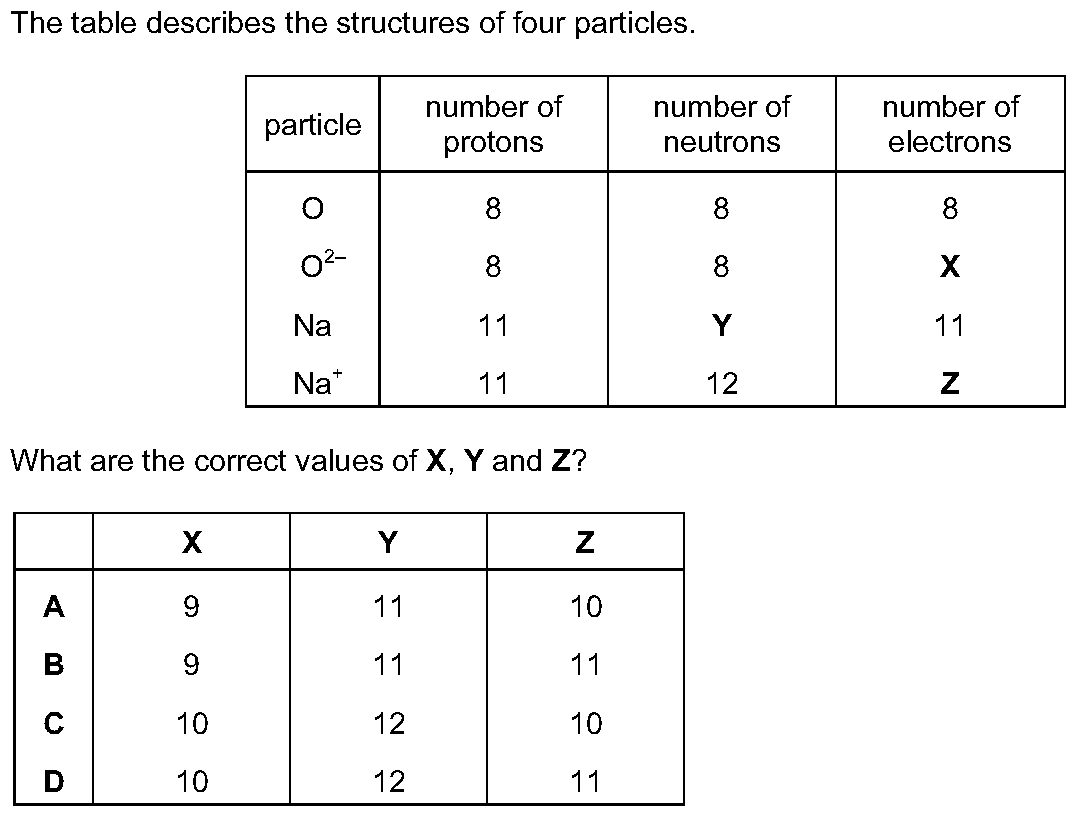 The table describes the structures of four particles.
particle number of protons number of neutrons number of electrons
O 8 8 8
O²⁻ 8 8 X
Na 11 Y 11
Na⁺ 11 12 Z
What are the correct values of X, Y and Z?
X Y Z
A 9 11 10
B 9 11 11
C 10 12 10
D 10 12 11